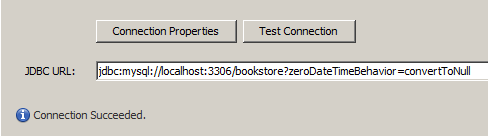 Connection Properties Test Connection
JDBC URL: jdbc:mysql://localhost:3306/bookstore?zeroDateTimeBehavior=convertToNull
Connection Succeeded.